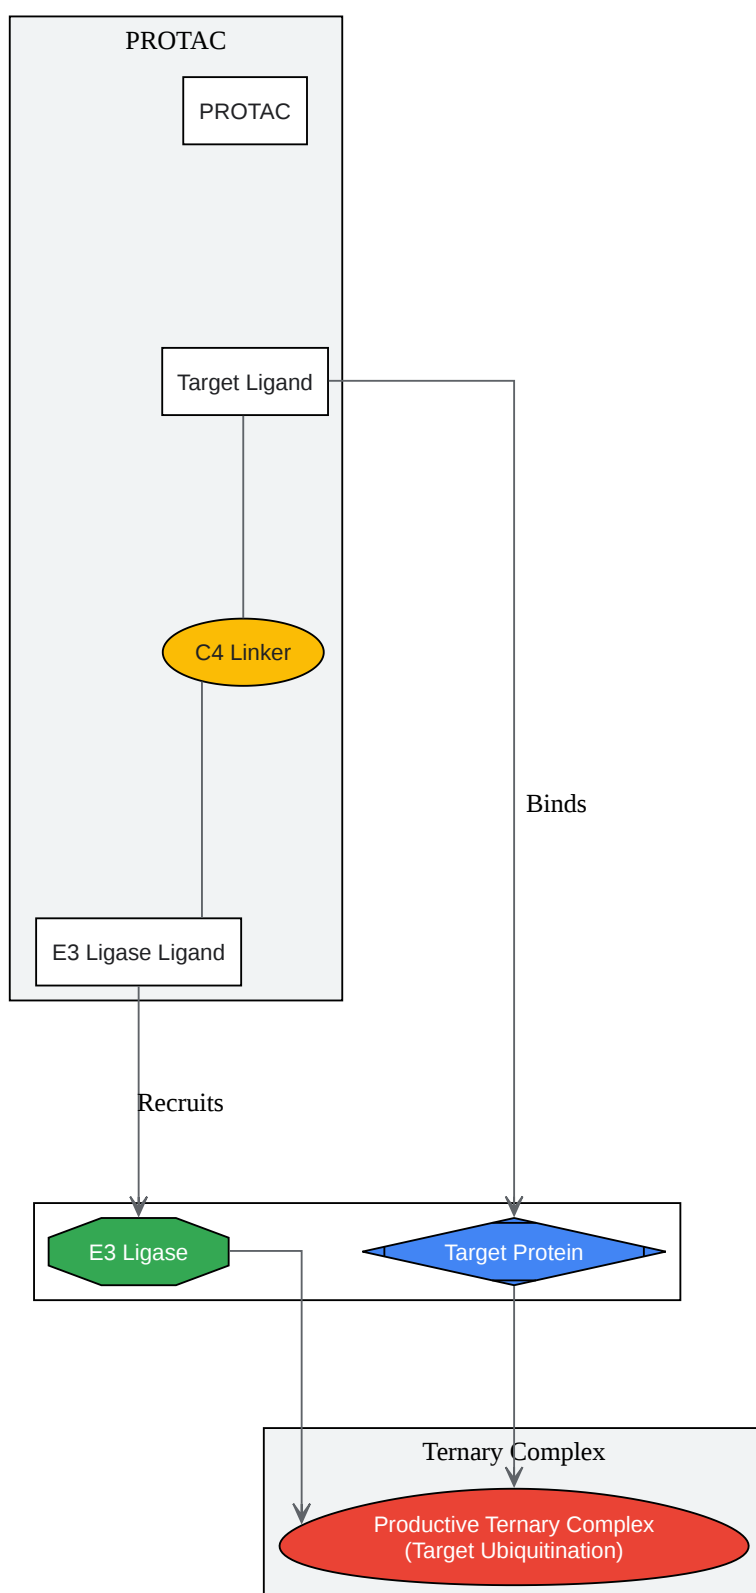 PROTAC
PROTAC
Target Ligand
C4 Linker
Binds
E3 Ligase Ligand
Recruits
E3 Ligase
Target Protein
Ternary Complex
Productive Ternary Complex
(Target Ubiquitination)